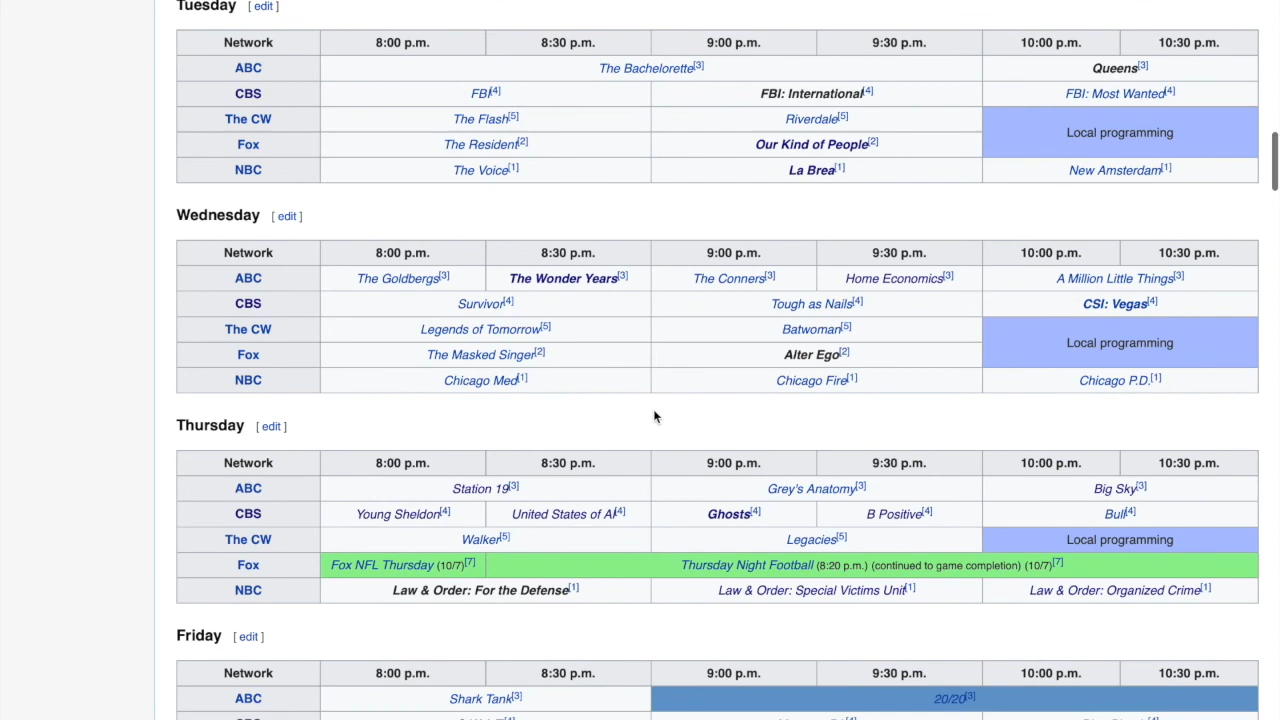 Tuesday [ edit ]
Network 8:00 p.m. 8:30 p.m. 9:00 p.m. 9:30 p.m. 10:00 p.m. 10:30 p.m.
ABC The Bachelorette[3] Queens[3]
CBS FBI[4] FBI: International[4] FBI: Most Wanted[4]
The CW The Flash[5] Riverdale[5] Local programming
Fox The Resident[2] Our Kind of People[2]
NBC The Voice[1] La Brea[1] New Amsterdam[1]
Wednesday [ edit ]
Network 8:00 p.m. 8:30 p.m. 9:00 p.m. 9:30 p.m. 10:00 p.m. 10:30 p.m.
ABC The Goldbergs[3] The Wonder Years[3] The Conners[3] Home Economics[3] A Million Little Things[3]
CBS Survivor[4] Tough as Nails[4] CSI: Vegas[4]
The CW Legends of Tomorrow[5] Batwoman[5] Local programming
Fox The Masked Singer[2] Alter Ego[2]
NBC Chicago Med[1] Chicago Fire[1] Chicago P.D.[1]
Thursday [ edit ]
Network 8:00 p.m. 8:30 p.m. 9:00 p.m. 9:30 p.m. 10:00 p.m. 10:30 p.m.
ABC Station 19[3] Grey's Anatomy[3] Big Sky[3]
CBS Young Sheldon[4] United States of Al[4] Ghosts[4] B Positive[4] Bull[4]
The CW Walker[5] Legacies[5] Local programming
Fox Fox NFL Thursday (10/7)[7] Thursday Night Football (8:20 p.m.) (continued to game completion) (10/7)[7]
NBC Law & Order: For the Defense[1] Law & Order: Special Victims Unit[1] Law & Order: Organized Crime[1]
Friday [ edit ]
Network 8:00 p.m. 8:30 p.m. 9:00 p.m. 9:30 p.m. 10:00 p.m. 10:30 p.m.
ABC Shark Tank[3] 20/20[3]